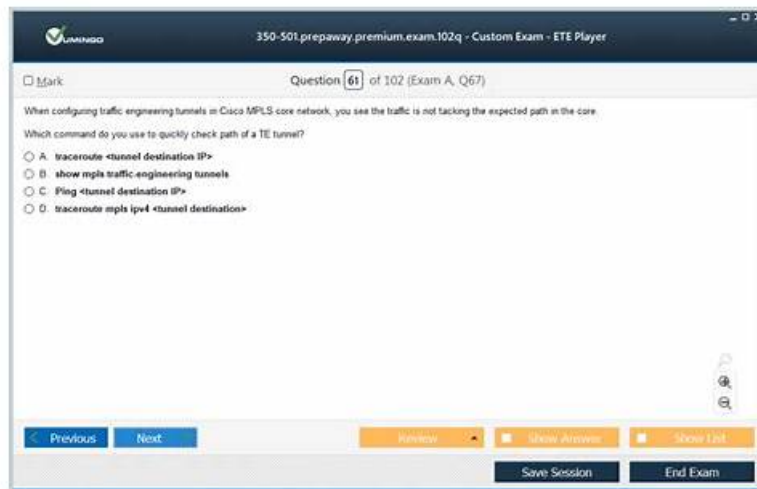 VUMINGO
350-501.prepaway.premium.exam.102q - Custom Exam - ETE Player
Mark
Question 61 of 102 (Exam A, Q67)
When configuring traffic engineering tunnels in Cisco MPLS core network, you see the traffic is not tacking the expected path in the core.
Which command do you use to quickly check path of a TE tunnel?
A. traceroute <tunnel destination IP>
B. show mpls traffic-engineering tunnels
C. Ping <tunnel destination IP>
D. traceroute mpls ipv4 <tunnel destination>
Previous
Next
Review
Show Answer
Show List
Save Session
End Exam